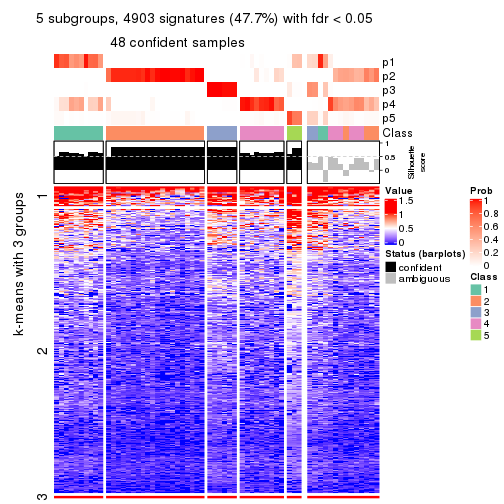 5 subgroups, 4903 signatures (47.7%) with fdr < 0.05
48 confident samples
p1
p2
p3
p4
p5
Class
1
0.5
0
Silhouette
score
k-means with 3 groups
1
2
3
Value
1.5
1
0.5
0
Status (barplots)
confident
ambiguous
Prob
1
0.8
0.6
0.4
0.2
0
Class
1
2
3
4
5